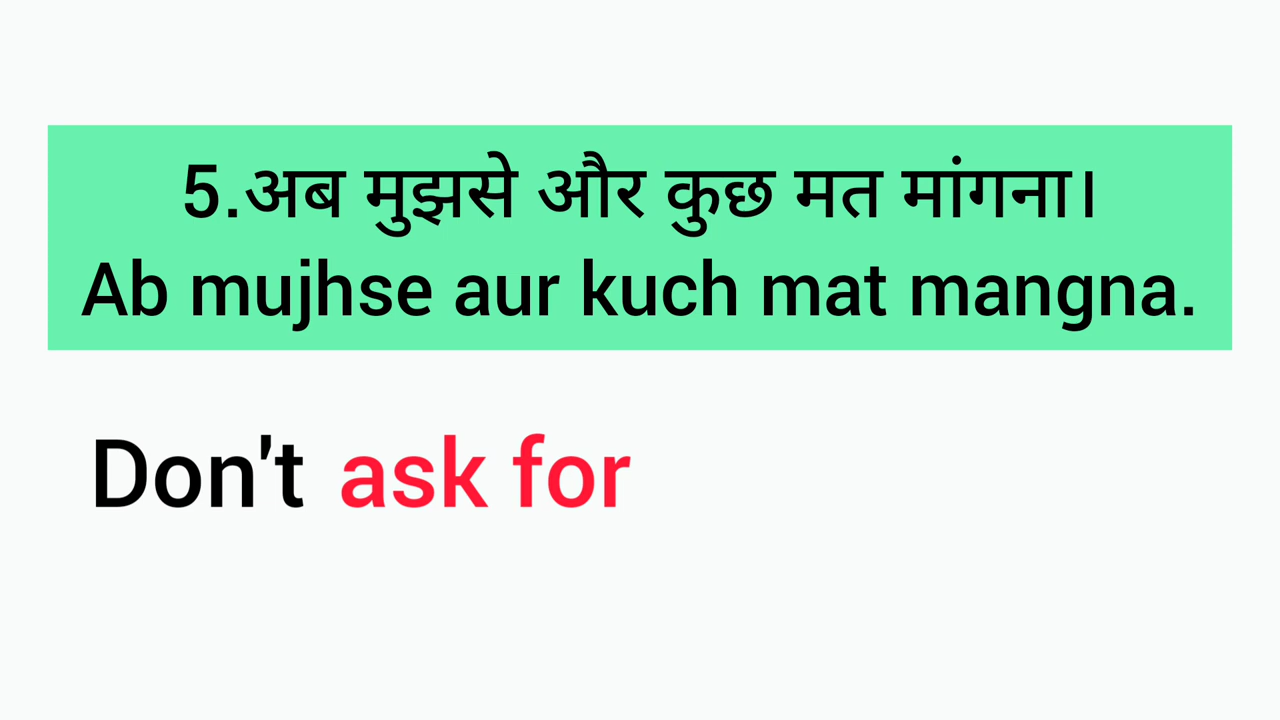 5.अब मुझसे और कुछ मत मांगना।
Ab mujhse aur kuch mat mangna.
Don't ask for